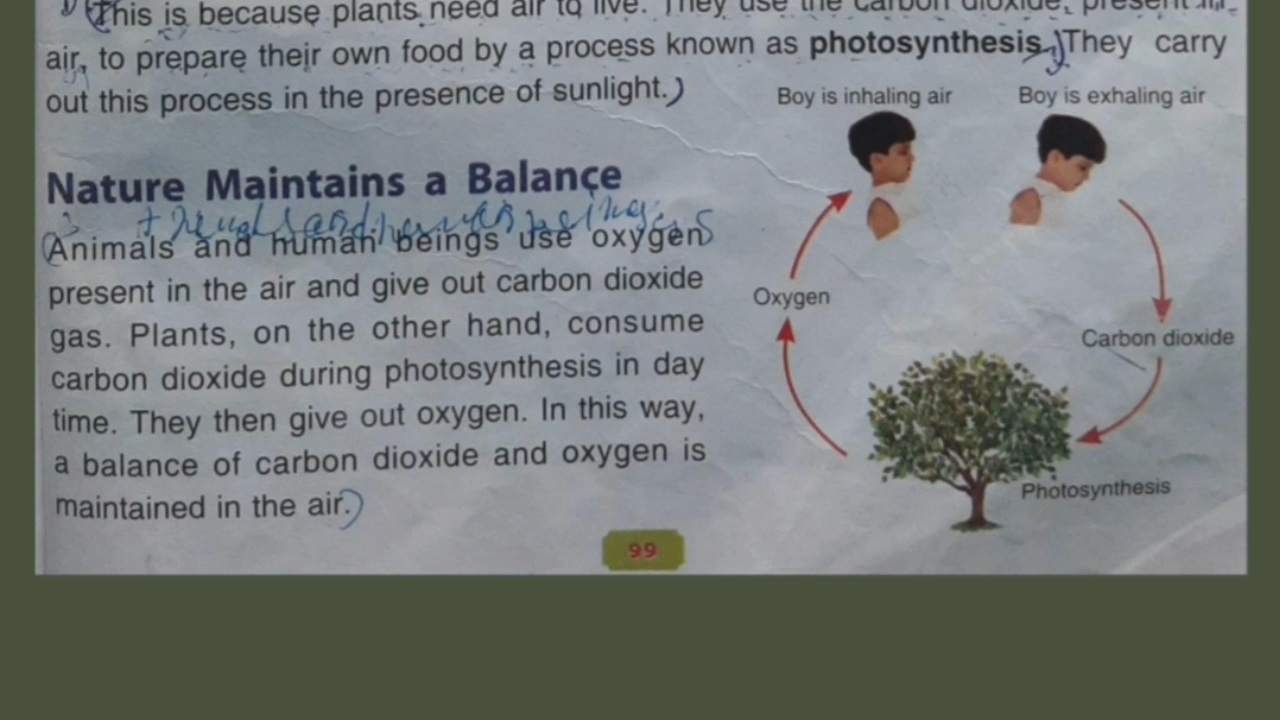 This is because plants need air to live. They use the carbon dioxide, present in
air, to prepare their own food by a process known as photosynthesis. They carry
out this process in the presence of sunlight.
Boy is inhaling air
Boy is exhaling air
Nature Maintains a Balance
Animals and human beings use oxygen
present in the air and give out carbon dioxide
gas. Plants, on the other hand, consume
carbon dioxide during photosynthesis in day
time. They then give out oxygen. In this way,
a balance of carbon dioxide and oxygen is
maintained in the air.
Oxygen
Carbon dioxide
Photosynthesis
99